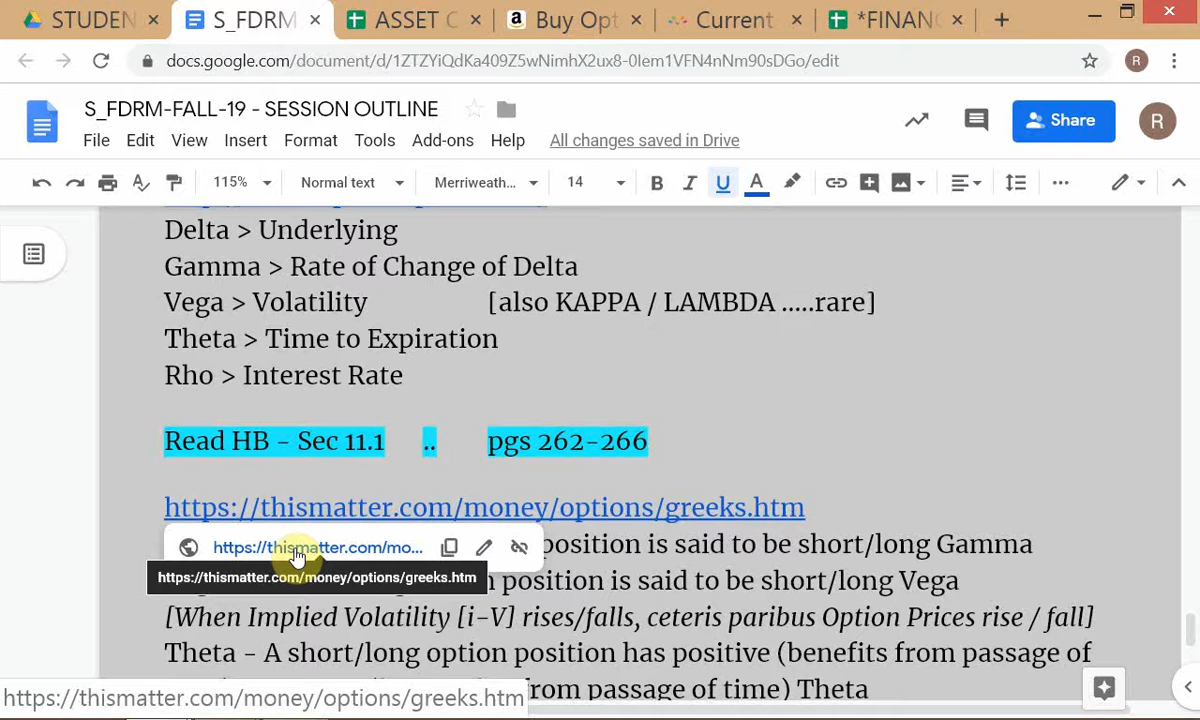 STUDEN
S_FDRM
ASSET C
Buy Opt
Current
*FINANC
docs.google.com/document/d/1ZTZYiQdKa409Z5wNimhX2ux8-0Iem1VFN4nNm90sDGo/edit
R
S_FDRM-FALL-19 - SESSION OUTLINE
Share
R
File Edit View Insert Format Tools Add-ons Help All changes saved in Drive
115% Normal text Merriweath... 14 B I U A
Delta > Underlying
Gamma > Rate of Change of Delta
Vega > Volatility [also KAPPA / LAMBDA .....rare]
Theta > Time to Expiration
Rho > Interest Rate
Read HB - Sec 11.1 .. pgs 262-266
https://thismatter.com/money/options/greeks.htm
https://thismatter.com/mo...
position is said to be short/long Gamma
https://thismatter.com/money/options/greeks.htm
position is said to be short/long Vega
[When Implied Volatility [i-V] rises/falls, ceteris paribus Option Prices rise / fall]
Theta - A short/long option position has positive (benefits from passage of
from passage of time) Theta
https://thismatter.com/money/options/greeks.htm